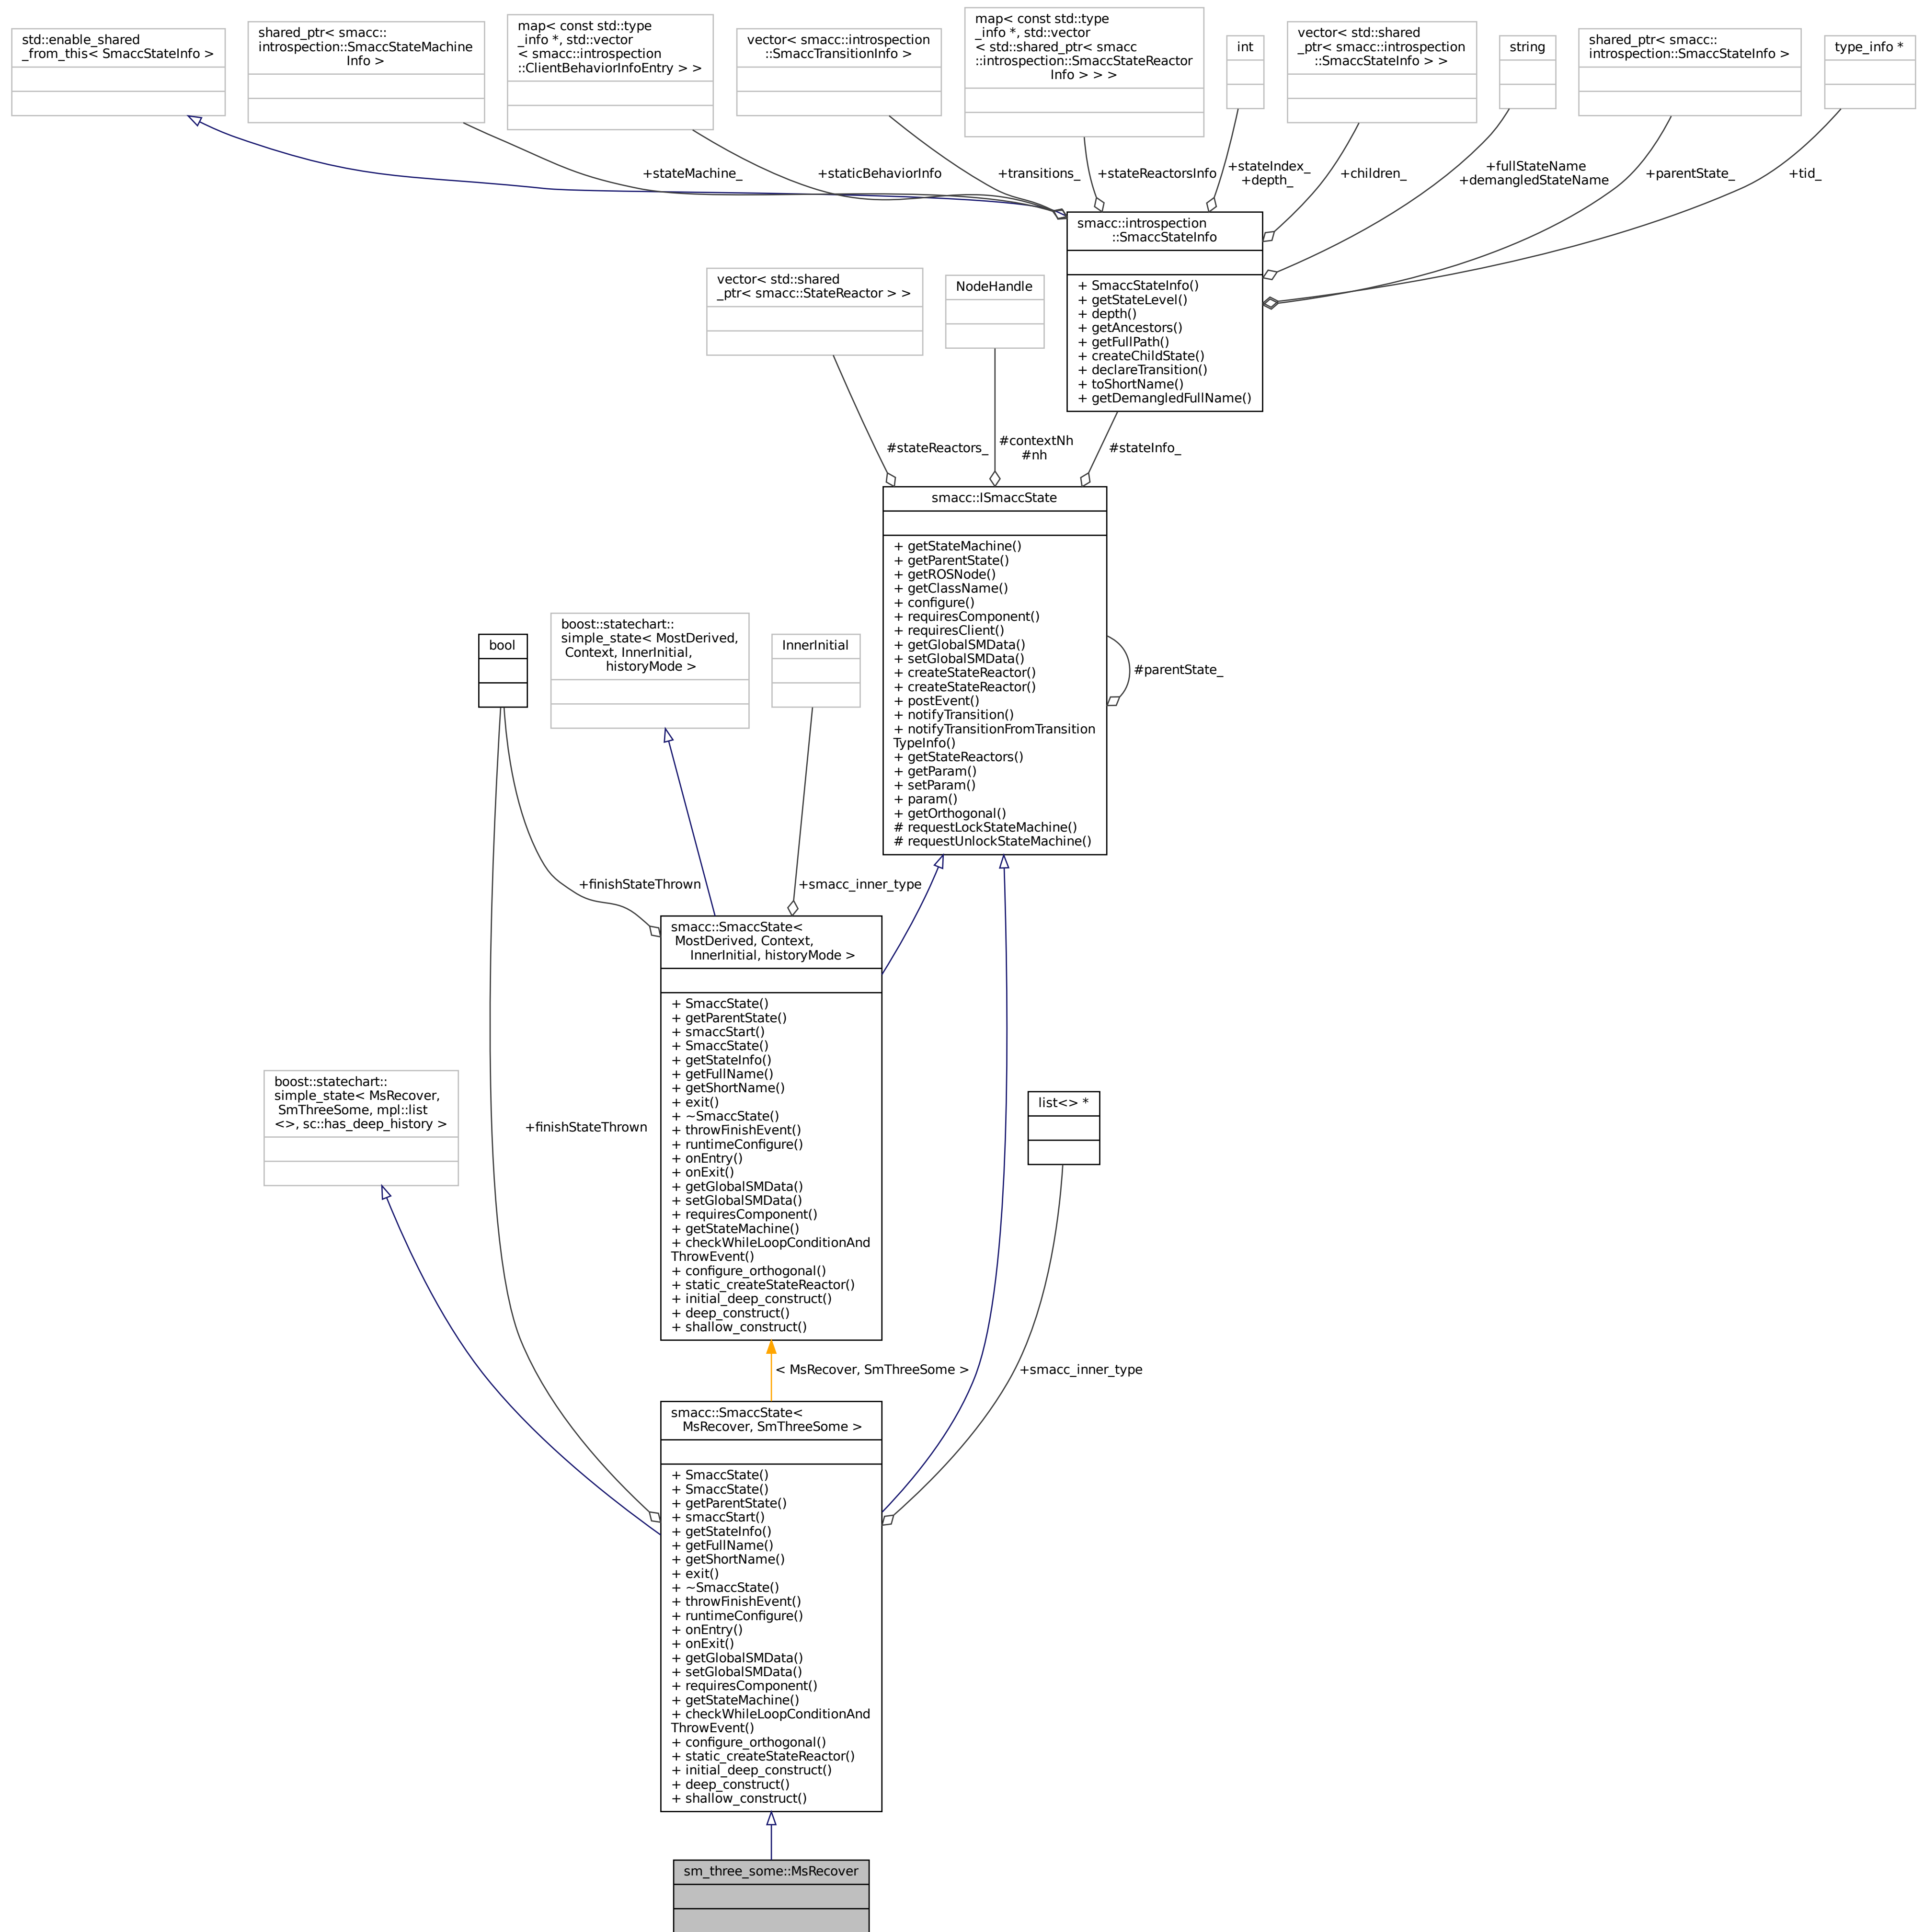 std::enable_shared
_from_this< SmaccStateInfo >
shared_ptr< smacc::
introspection::SmaccStateMachine
Info >
map< const std::type
_info *, std::vector
< smacc::introspection
::ClientBehaviorInfoEntry > >
vector< smacc::introspection
::SmaccTransitionInfo >
map< const std::type
_info *, std::vector
< std::shared_ptr< smacc
::introspection::SmaccStateReactor
Info > > >
int
vector< std::shared
_ptr< smacc::introspection
::SmaccStateInfo > >
string
shared_ptr< smacc::
introspection::SmaccStateInfo >
type_info *
+stateMachine_
+staticBehaviorInfo
+transitions_
+stateReactorsInfo
+stateIndex_
+depth_
+children_
+fullStateName
+demangledStateName
+parentState_
+tid_
smacc::introspection
::SmaccStateInfo
+ SmaccStateInfo()
+ getStateLevel()
+ depth()
+ getAncestors()
+ getFullPath()
+ createChildState()
+ declareTransition()
+ toShortName()
+ getDemangledFullName()
vector< std::shared
_ptr< smacc::StateReactor > >
NodeHandle
#stateReactors_
#contextNh
#nh
#stateInfo_
smacc::ISmaccState
+ getStateMachine()
+ getParentState()
+ getROSNode()
+ getClassName()
+ configure()
+ requiresComponent()
+ requiresClient()
+ getGlobalSMData()
+ setGlobalSMData()
+ createStateReactor()
+ createStateReactor()
+ postEvent()
+ notifyTransition()
+ notifyTransitionFromTransition
TypeInfo()
+ getStateReactors()
+ getParam()
+ setParam()
+ param()
+ getOrthogonal()
# requestLockStateMachine()
# requestUnlockStateMachine()
#parentState_
bool
boost::statechart::
simple_state< MostDerived,
Context, InnerInitial,
historyMode >
InnerInitial
+finishStateThrown
+smacc_inner_type
smacc::SmaccState<
MostDerived, Context,
InnerInitial, historyMode >
+ SmaccState()
+ getParentState()
+ smaccStart()
+ SmaccState()
+ getStateInfo()
+ getFullName()
+ getShortName()
+ exit()
+ ~SmaccState()
+ throwFinishEvent()
+ runtimeConfigure()
+ onEntry()
+ onExit()
+ getGlobalSMData()
+ setGlobalSMData()
+ requiresComponent()
+ getStateMachine()
+ checkWhileLoopConditionAnd
ThrowEvent()
+ configure_orthogonal()
+ static_createStateReactor()
+ initial_deep_construct()
+ deep_construct()
+ shallow_construct()
boost::statechart::
simple_state< MsRecover,
SmThreeSome, mpl::list
<>, sc::has_deep_history >
+finishStateThrown
list<> *
< MsRecover, SmThreeSome >
+smacc_inner_type
smacc::SmaccState<
MsRecover, SmThreeSome >
+ SmaccState()
+ SmaccState()
+ getParentState()
+ smaccStart()
+ getStateInfo()
+ getFullName()
+ getShortName()
+ exit()
+ ~SmaccState()
+ throwFinishEvent()
+ runtimeConfigure()
+ onEntry()
+ onExit()
+ getGlobalSMData()
+ setGlobalSMData()
+ requiresComponent()
+ getStateMachine()
+ checkWhileLoopConditionAnd
ThrowEvent()
+ configure_orthogonal()
+ static_createStateReactor()
+ initial_deep_construct()
+ deep_construct()
+ shallow_construct()
sm_three_some::MsRecover